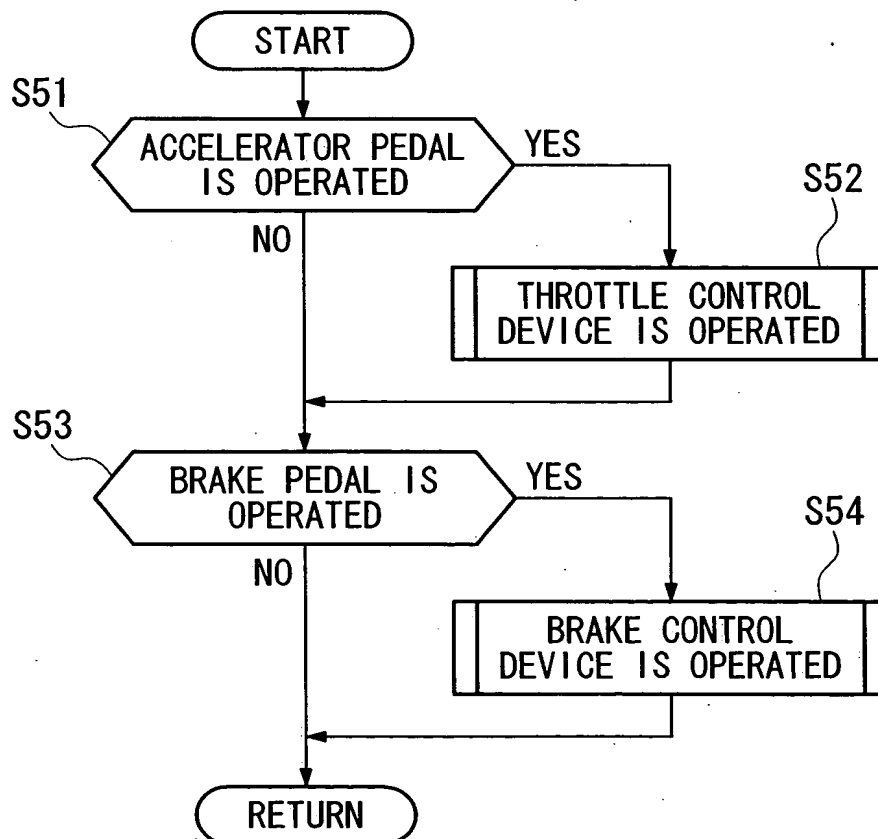 START
S51
ACCELERATOR PEDAL
IS OPERATED
YES
NO
S52
THROTTLE CONTROL
DEVICE IS OPERATED
S53
BRAKE PEDAL IS
OPERATED
YES
NO
S54
BRAKE CONTROL
DEVICE IS OPERATED
RETURN